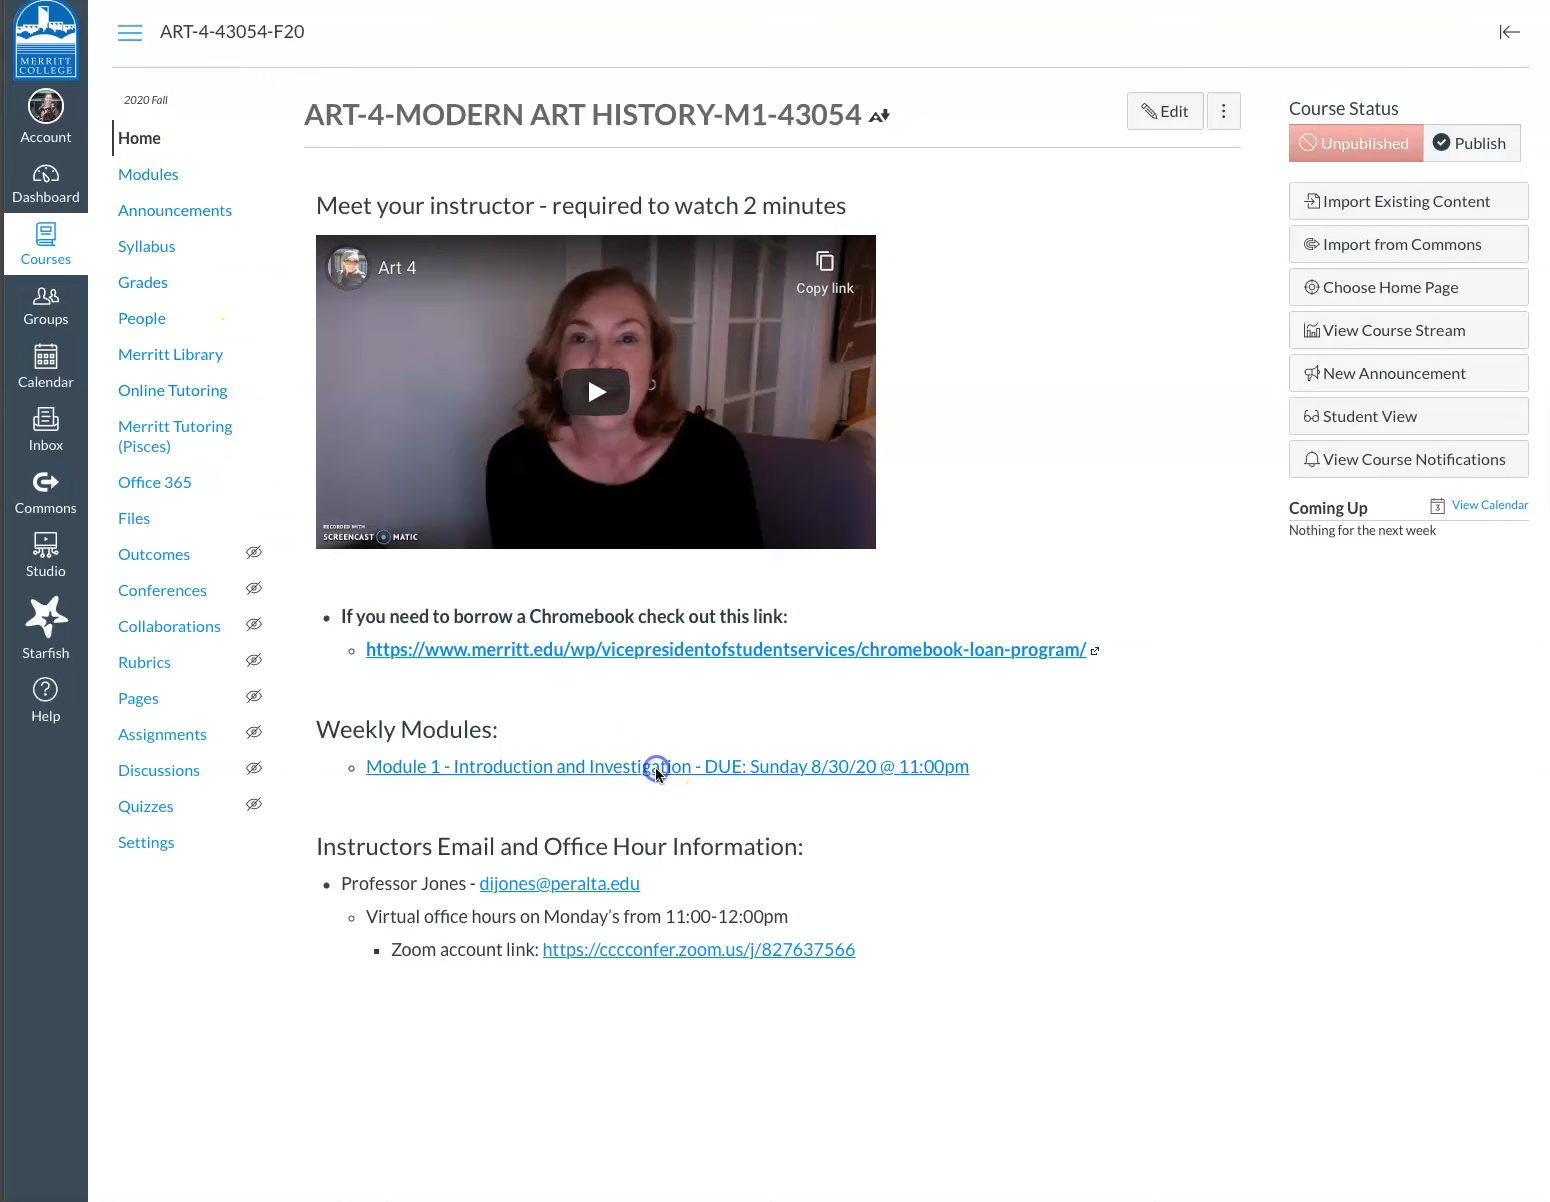 MERRITT
COLLEGE
Account
Dashboard
Courses
Groups
Calendar
Inbox
Commons
Studio
Starfish
Help
ART-4-43054-F20
2020 Fall
Home
Modules
Announcements
Syllabus
Grades
People
Merritt Library
Online Tutoring
Merritt Tutoring
(Pisces)
Office 365
Files
Outcomes
Conferences
Collaborations
Rubrics
Pages
Assignments
Discussions
Quizzes
Settings
ART-4-MODERN ART HISTORY-M1-43054
Edit
Meet your instructor - required to watch 2 minutes
Art 4
Copy link
RECORDED WITH
SCREENCAST MATIC
• If you need to borrow a Chromebook check out this link:
https://www.merritt.edu/wp/vicepresidentofstudentservices/chromebook-loan-program/
Weekly Modules:
Module 1 - Introduction and Investigation - DUE: Sunday 8/30/20 @ 11:00pm
Instructors Email and Office Hour Information:
• Professor Jones - dijones@peralta.edu
Virtual office hours on Monday's from 11:00-12:00pm
Zoom account link: https://cccconfer.zoom.us/j/827637566
Course Status
Unpublished
Publish
Import Existing Content
Import from Commons
Choose Home Page
View Course Stream
New Announcement
Student View
View Course Notifications
Coming Up
3 View Calendar
Nothing for the next week